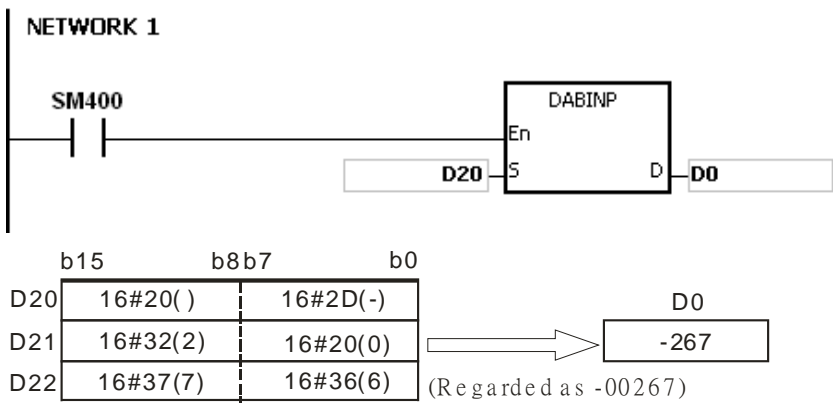 NETWORK 1
SM400
DABINP
En
D20 S D D0
b15 b8 b7 b0
D20 16#20( ) 16#2D(-) D0
D21 16#32(2) 16#20(0) -267
D22 16#37(7) 16#36(6) (Regarded as -00267)